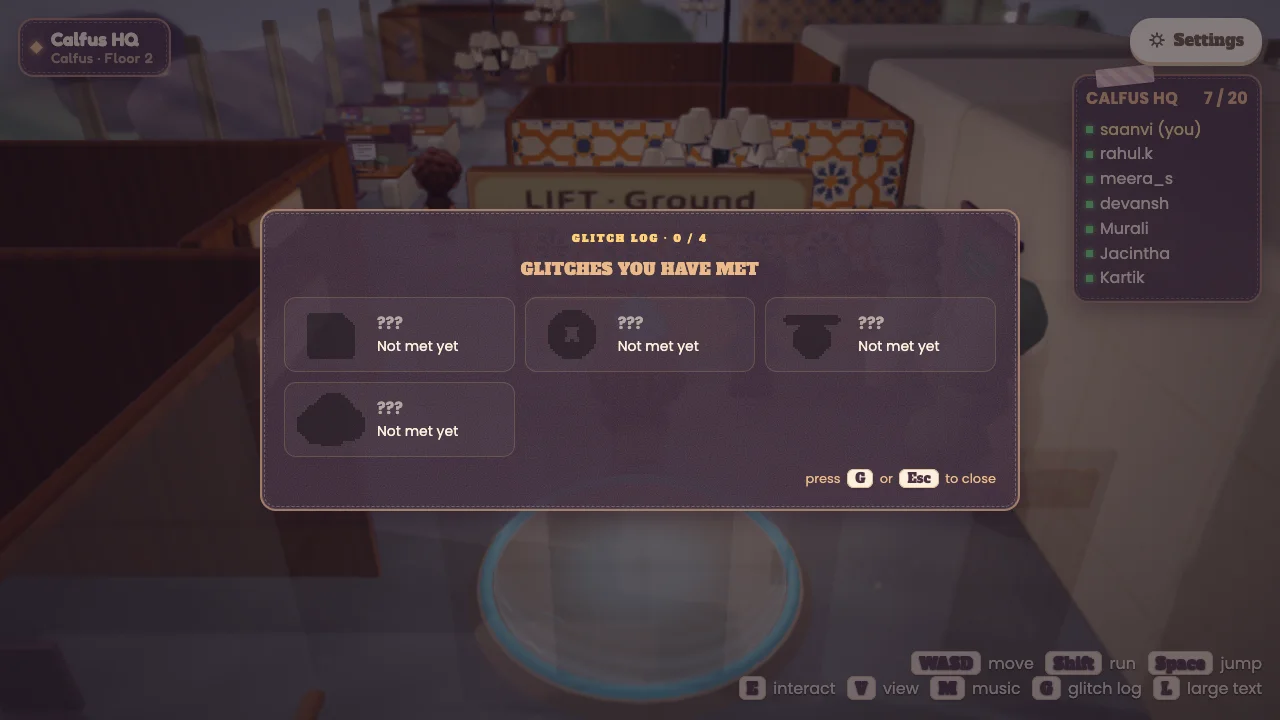 Calfus HQ
Calfus · Floor 2
Settings
CALFUS HQ 7 / 20
saanvi (you)
rahul.k
meera_s
devansh
Murali
Jacintha
Kartik
LIFT · Ground
GLITCH LOG · 0 / 4
GLITCHES YOU HAVE MET
???
Not met yet
???
Not met yet
???
Not met yet
???
Not met yet
press G or Esc to close
WASD move Shift run Space jump
E interact V view M music G glitch log L large text